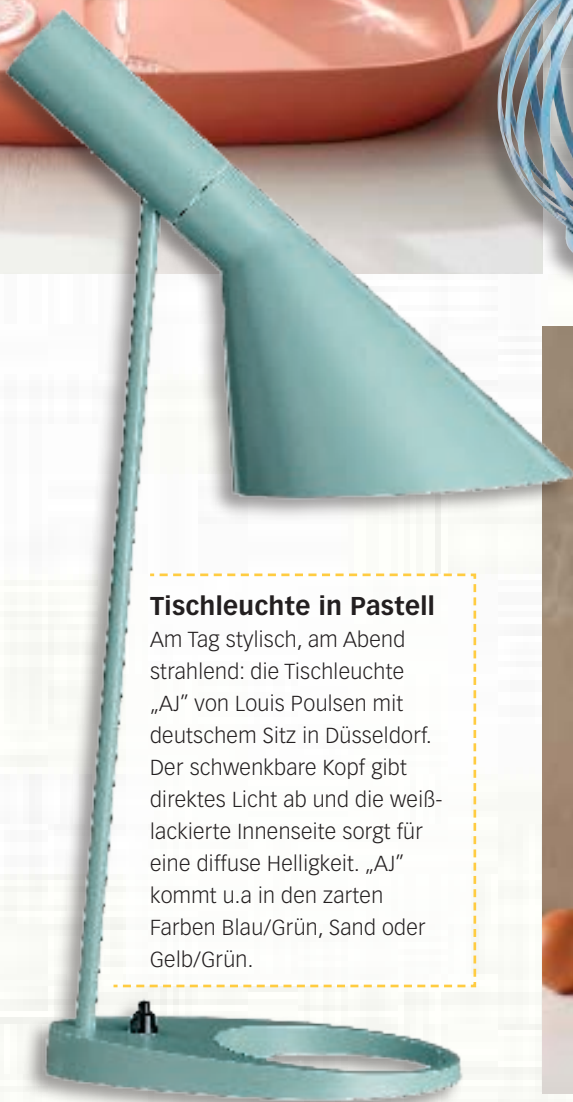 Tischleuchte in Pastell
Am Tag stylisch, am Abend
strahlend: die Tischleuchte
„AJ” von Louis Poulsen mit
deutschem Sitz in Düsseldorf.
Der schwenkbare Kopf gibt
direktes Licht ab und die weiß-
lackierte Innenseite sorgt für
eine diffuse Helligkeit. „AJ”
kommt u.a in den zarten
Farben Blau/Grün, Sand oder
Gelb/Grün.